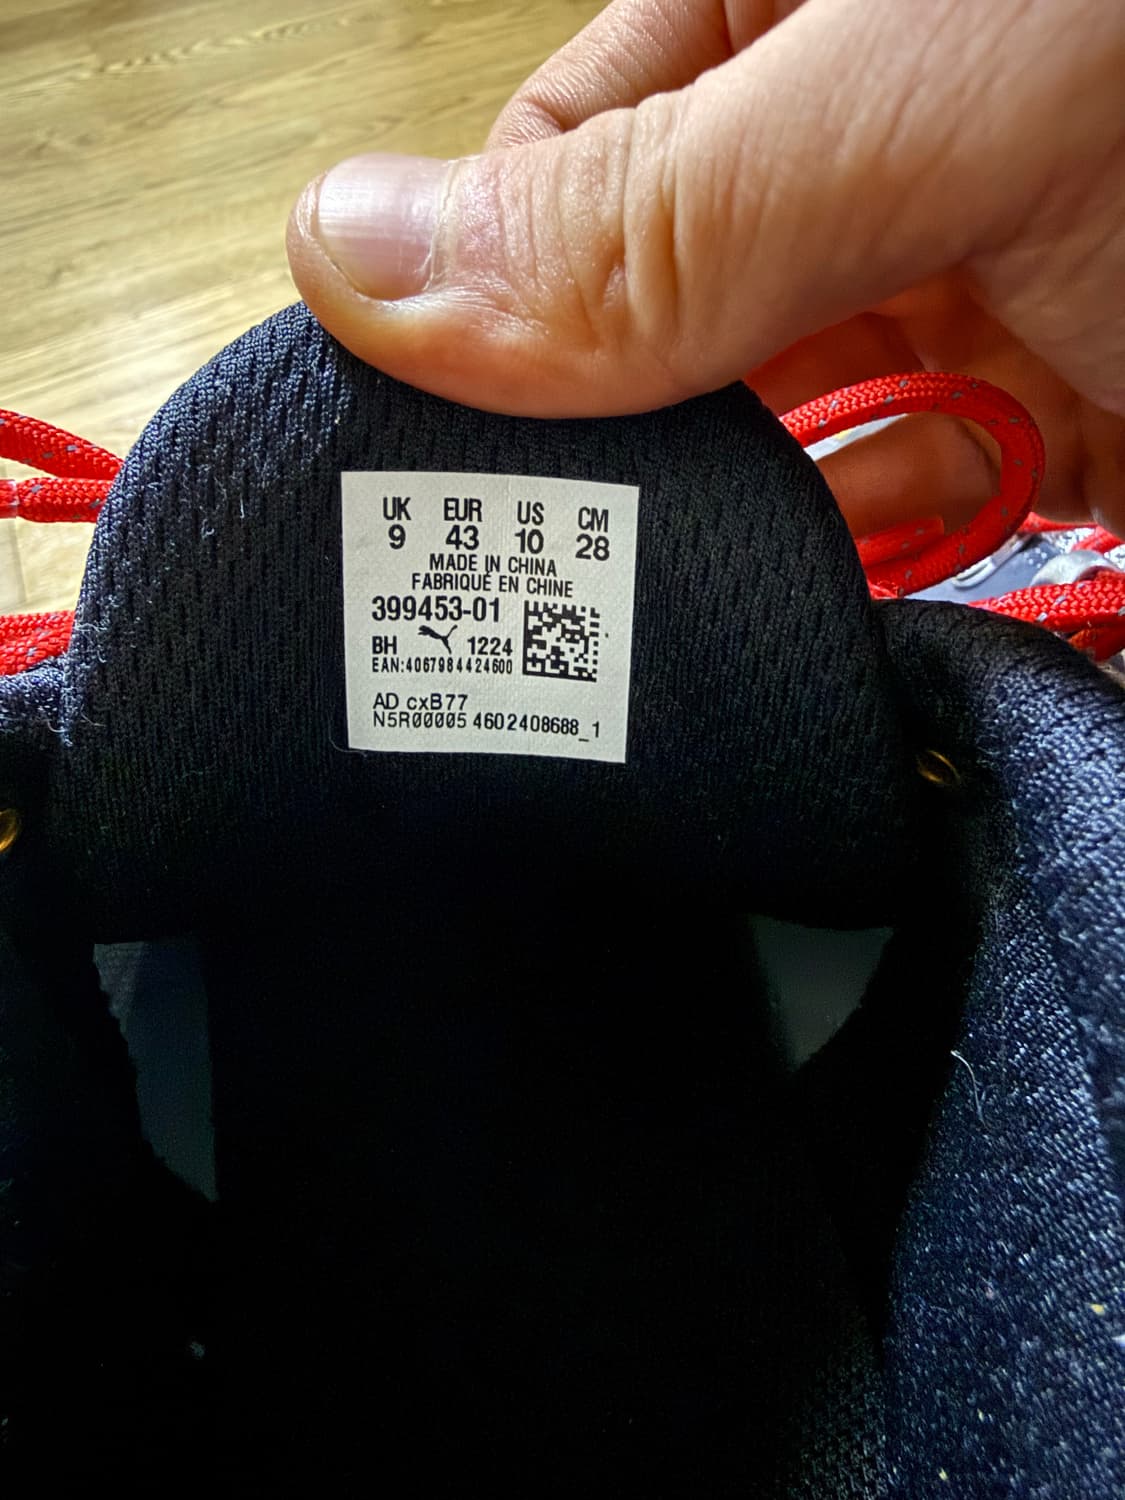 UK EUR US CM
9 43 10 28
MADE IN CHINA
FABRIQUÉ EN CHINE
399453-01
BH 1224
EAN:4067984424600
AD cxB77
N5R00005 4602408688_1